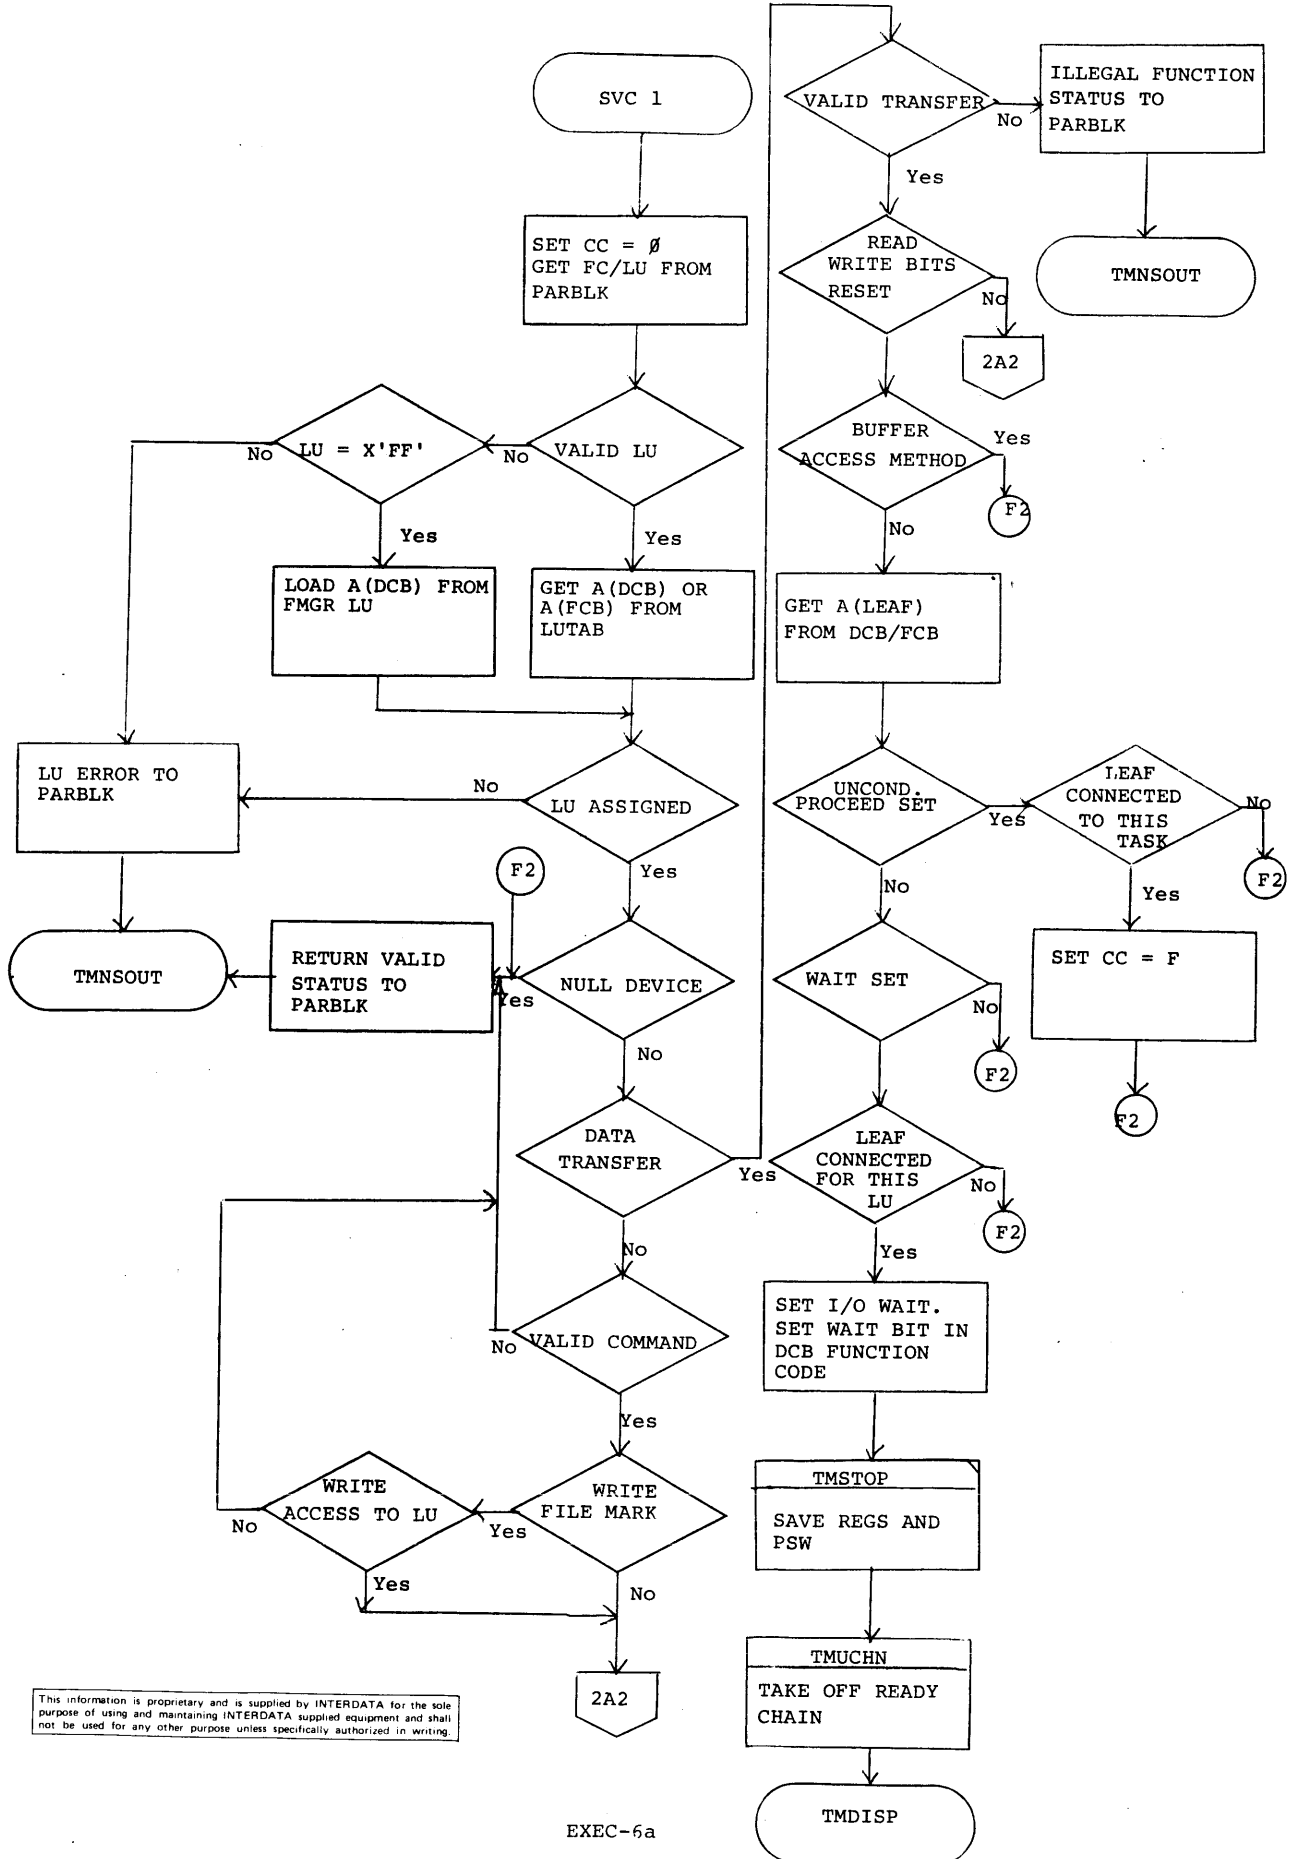 SVC 1
SET CC = Ø
GET FC/LU FROM
PARBLK
VALID LU
No
LU = X'FF'
No
Yes
Yes
LOAD A(DCB) FROM
FMGR LU
GET A(DCB) OR
A(FCB) FROM
LUTAB
LU ERROR TO
PARBLK
No
LU ASSIGNED
Yes
F2
TMNSOUT
RETURN VALID
STATUS TO
PARBLK
Yes
NULL DEVICE
No
DATA
TRANSFER
Yes
No
VALID COMMAND
No
Yes
WRITE
FILE MARK
Yes
WRITE
ACCESS TO LU
No
Yes
No
2A2
VALID TRANSFER
No
ILLEGAL FUNCTION
STATUS TO
PARBLK
TMNSOUT
Yes
READ
WRITE BITS
RESET
No
2A2
BUFFER
ACCESS METHOD
Yes
F2
No
GET A(LEAF)
FROM DCB/FCB
UNCOND.
PROCEED SET
Yes
LEAF
CONNECTED
TO THIS
TASK
No
F2
Yes
SET CC = F
F2
No
WAIT SET
No
F2
LEAF
CONNECTED
FOR THIS
LU
No
F2
Yes
SET I/O WAIT.
SET WAIT BIT IN
DCB FUNCTION
CODE
TMSTOP
SAVE REGS AND
PSW
TMUCHN
TAKE OFF READY
CHAIN
TMDISP
This information is proprietary and is supplied by INTERDATA for the sole
purpose of using and maintaining INTERDATA supplied equipment and shall
not be used for any other purpose unless specifically authorized in writing.
EXEC-6a